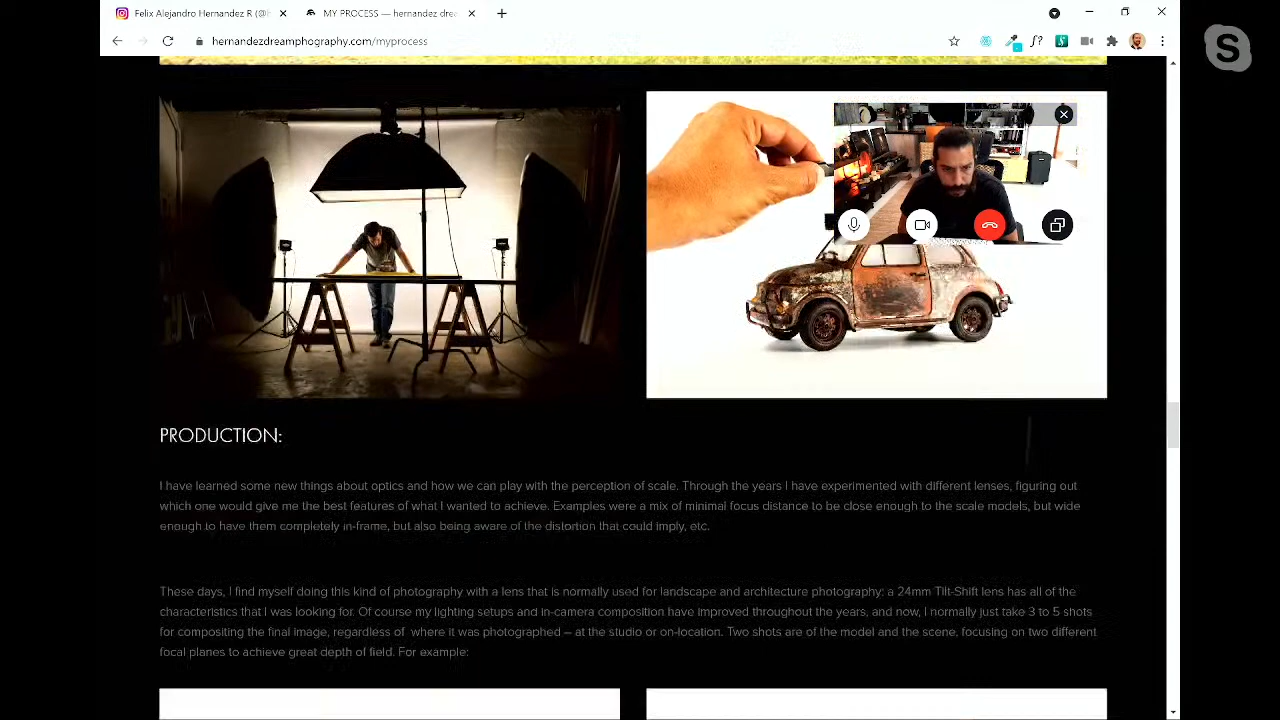 Felix Alejandro Hernandez R (@h
MY PROCESS — hernandez drea
hernandezdreamphography.com/myprocess
S
PRODUCTION:
I have learned some new things about optics and how we can play with the perception of scale. Through the years I have experimented with different lenses, figuring out
which one would give me the best features of what I wanted to achieve. Examples were a mix of minimal focus distance to be close enough to the scale models, but wide
enough to have them completely in-frame, but also being aware of the distortion that could imply, etc.
These days, I find myself doing this kind of photography with a lens that is normally used for landscape and architecture photography: a 24mm Tilt-Shift lens has all of the
characteristics that I was looking for. Of course my lighting setups and in-camera composition have improved throughout the years, and now, I normally just take 3 to 5 shots
for compositing the final image, regardless of where it was photographed – at the studio or on-location. Two shots are of the model and the scene, focusing on two different
focal planes to achieve great depth of field. For example: